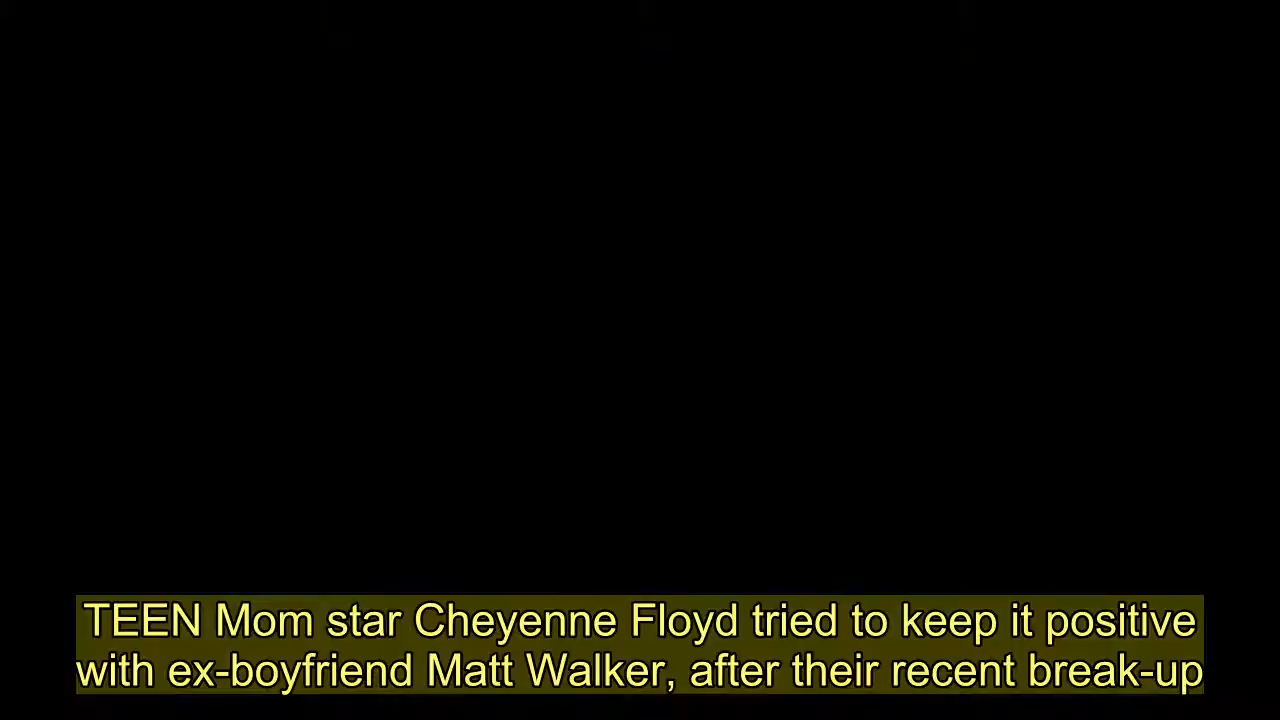 TEEN Mom star Cheyenne Floyd tried to keep it positive
with ex-boyfriend Matt Walker, after their recent break-up